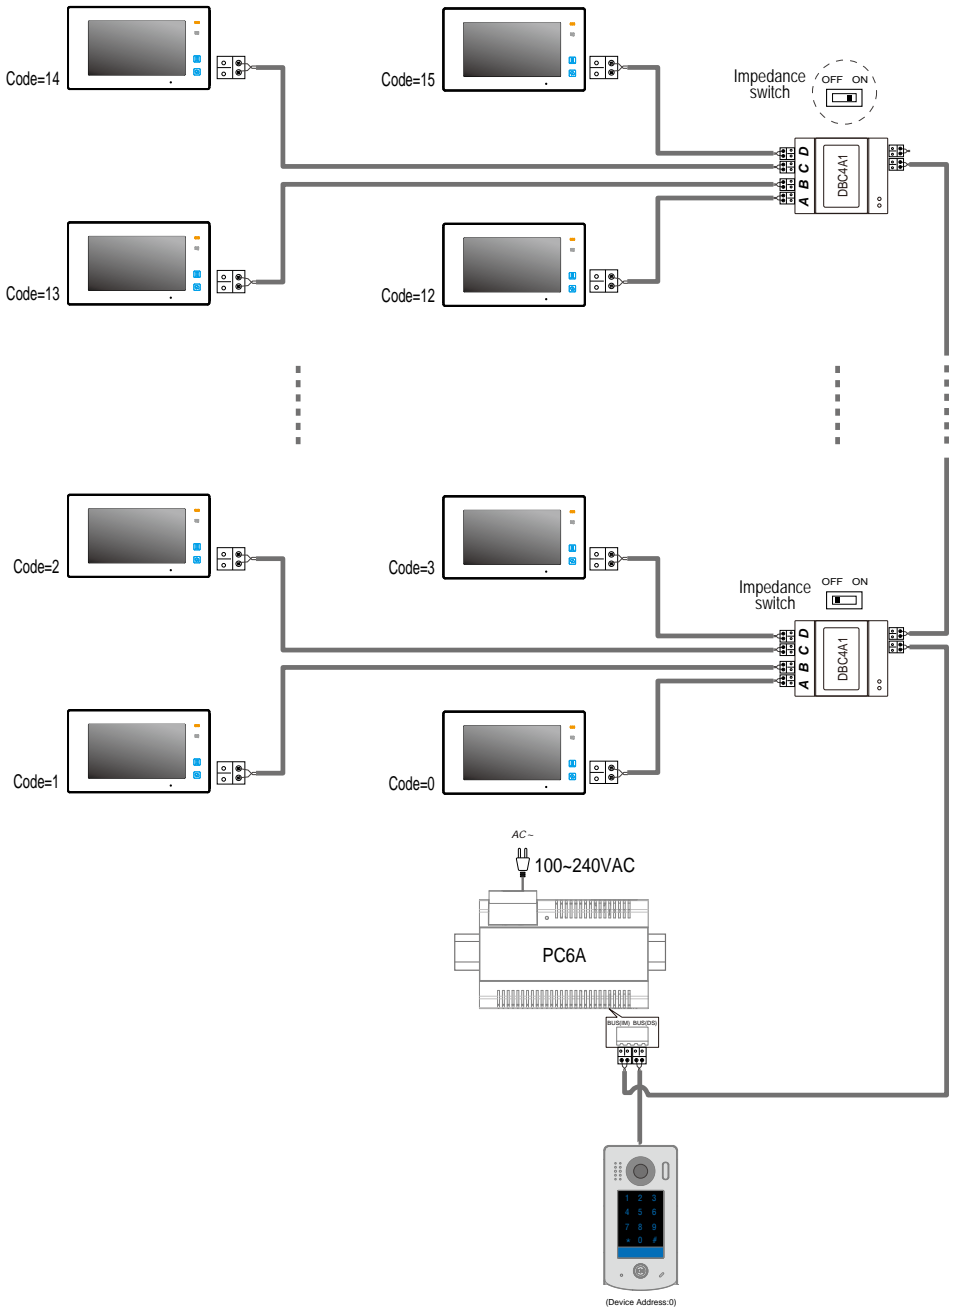 Code=14
Code=15
Impedance
switch
OFF ON
A B C D
DBC4A1
Code=13
Code=12
Code=2
Code=3
Impedance
switch
OFF ON
A B C D
DBC4A1
Code=1
Code=0
AC~
100~240VAC
PC6A
BUS(IM) BUS(DS)
1 2 3
4 5 6
7 8 9
* 0 #
(Device Address:0)